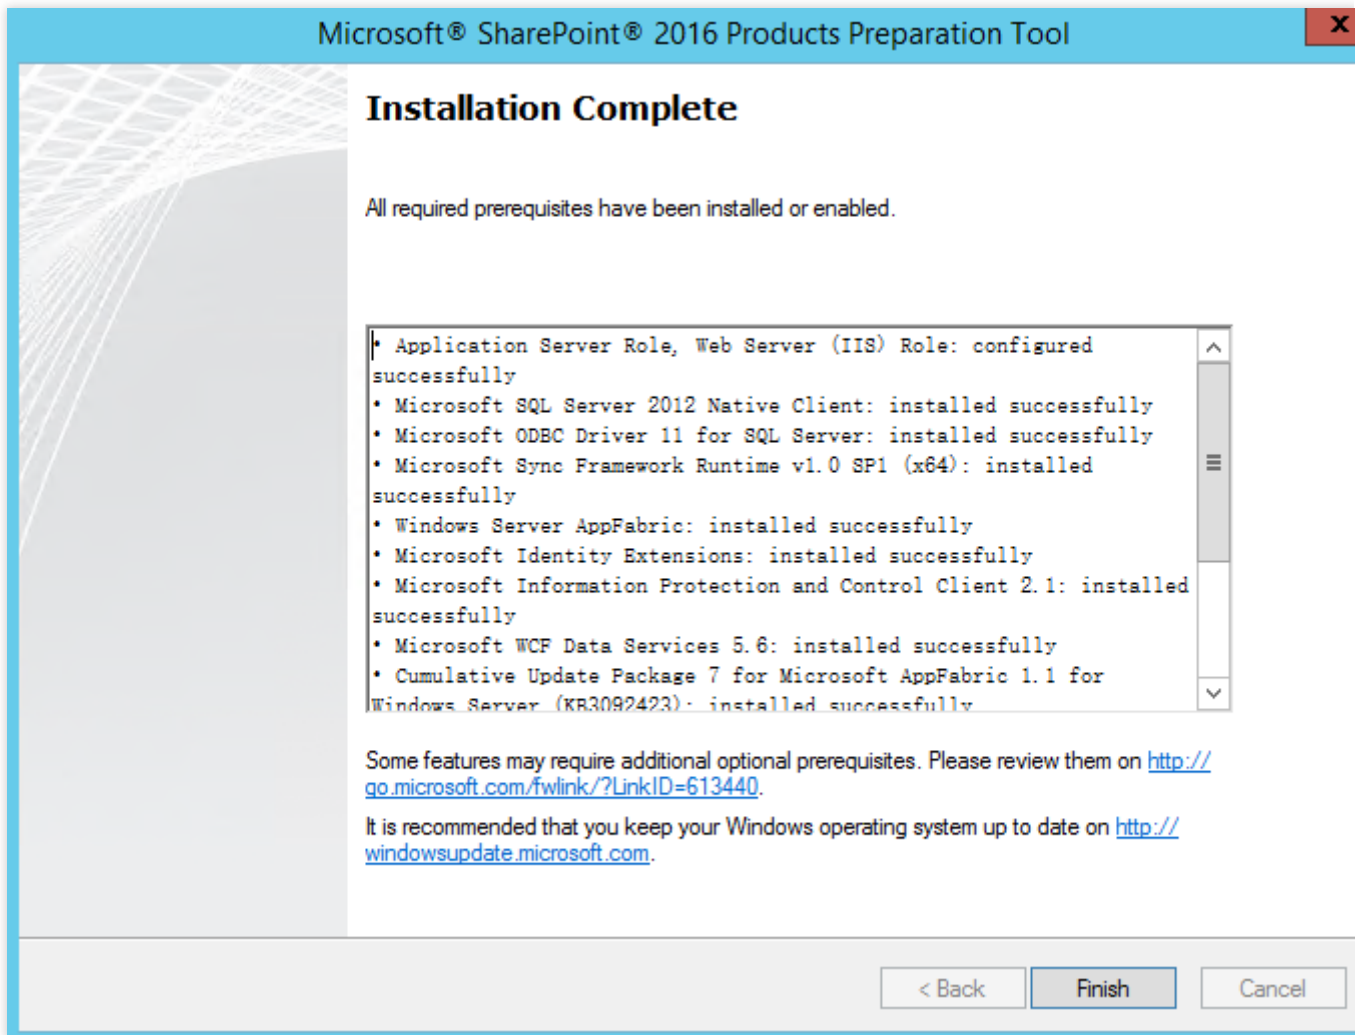 Microsoft® SharePoint® 2016 Products Preparation Tool
x
Installation Complete
All required prerequisites have been installed or enabled.
• Application Server Role, Web Server (IIS) Role: configured
successfully
• Microsoft SQL Server 2012 Native Client: installed successfully
• Microsoft ODBC Driver 11 for SQL Server: installed successfully
• Microsoft Sync Framework Runtime v1.0 SP1 (x64): installed
successfully
• Windows Server AppFabric: installed successfully
• Microsoft Identity Extensions: installed successfully
• Microsoft Information Protection and Control Client 2.1: installed
successfully
• Microsoft WCF Data Services 5.6: installed successfully
• Cumulative Update Package 7 for Microsoft AppFabric 1.1 for
Windows Server (KB3092423): installed successfully
Some features may require additional optional prerequisites. Please review them on http://
go.microsoft.com/fwlink/?LinkID=613440.
It is recommended that you keep your Windows operating system up to date on http://
windowsupdate.microsoft.com.
< Back
Finish
Cancel